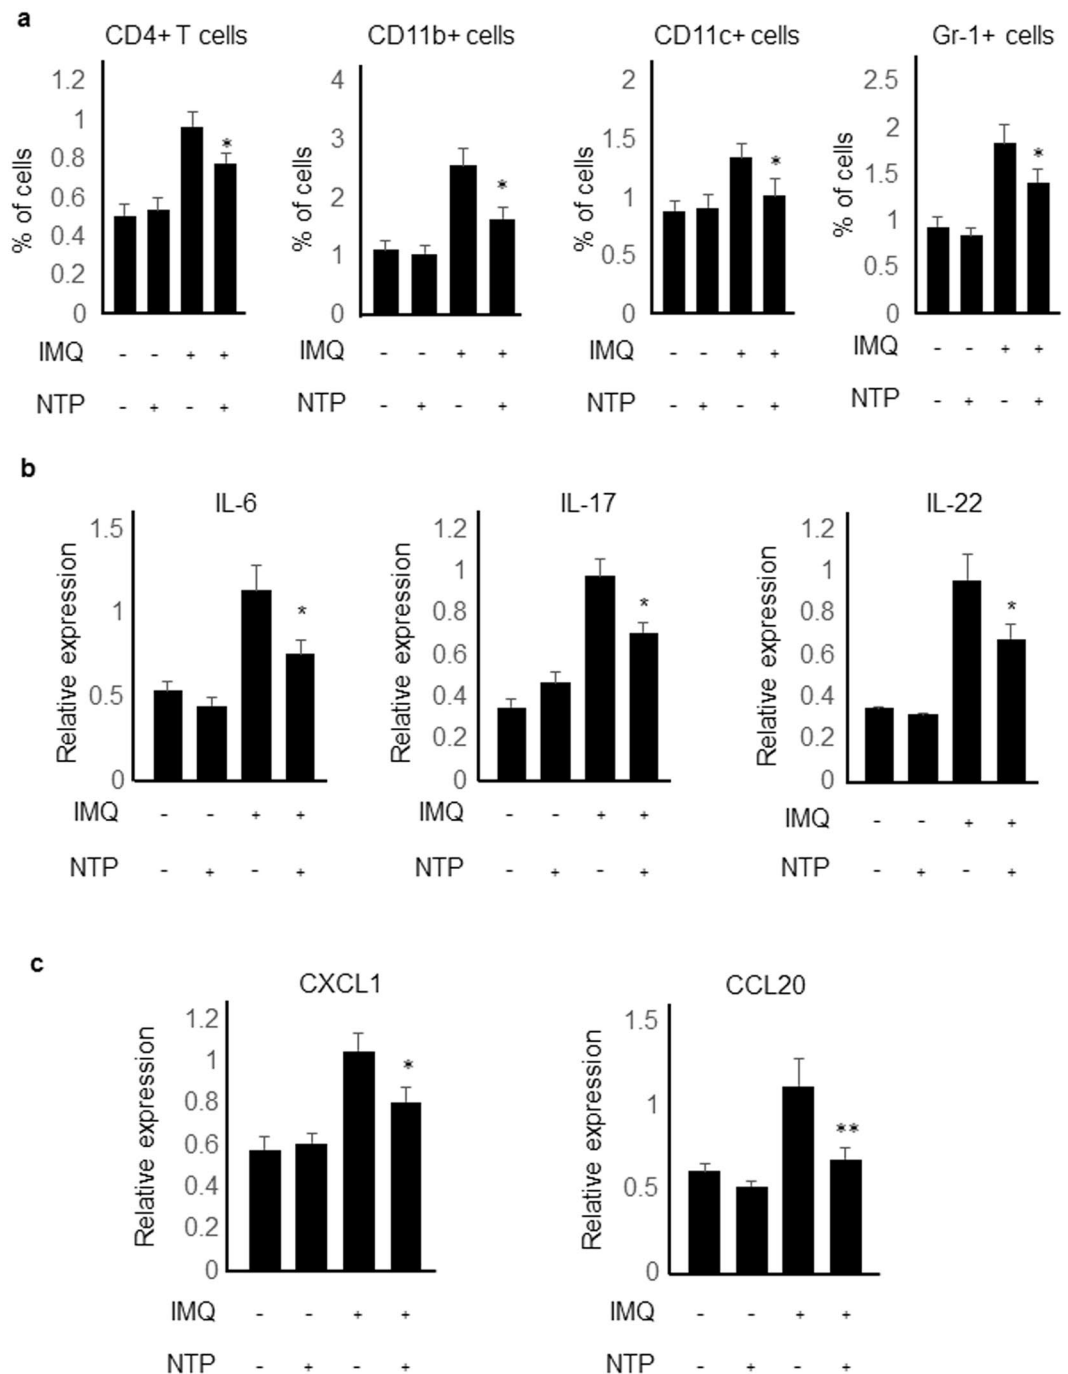 a
CD4+ T cells CD11b+ cells CD11c+ cells Gr-1+ cells
% of cells 1.2 1 0.8 0.6 0.4 0.2 0 *
% of cells 4 3 2 1 0 *
% of cells 2 1.5 1 0.5 0 *
% of cells 2.5 2 1.5 1 0.5 0 *
IMQ - - + + IMQ - - + + IMQ - - + + IMQ - - + +
NTP - + - + NTP - + - + NTP - + - + NTP - + - +
b
IL-6 IL-17 IL-22
Relative expression 1.5 1 0.5 0 *
Relative expression 1.2 1 0.8 0.6 0.4 0.2 0 *
Relative expression 1.2 1 0.8 0.6 0.4 0.2 0 *
IMQ - - + + IMQ - - + + IMQ - - + +
NTP - + - + NTP - + - + NTP - + - +
c
CXCL1 CCL20
Relative expression 1.2 1 0.8 0.6 0.4 0.2 0 *
Relative expression 1.5 1 0.5 0 **
IMQ - - + + IMQ - - + +
NTP - + - + NTP - + - +